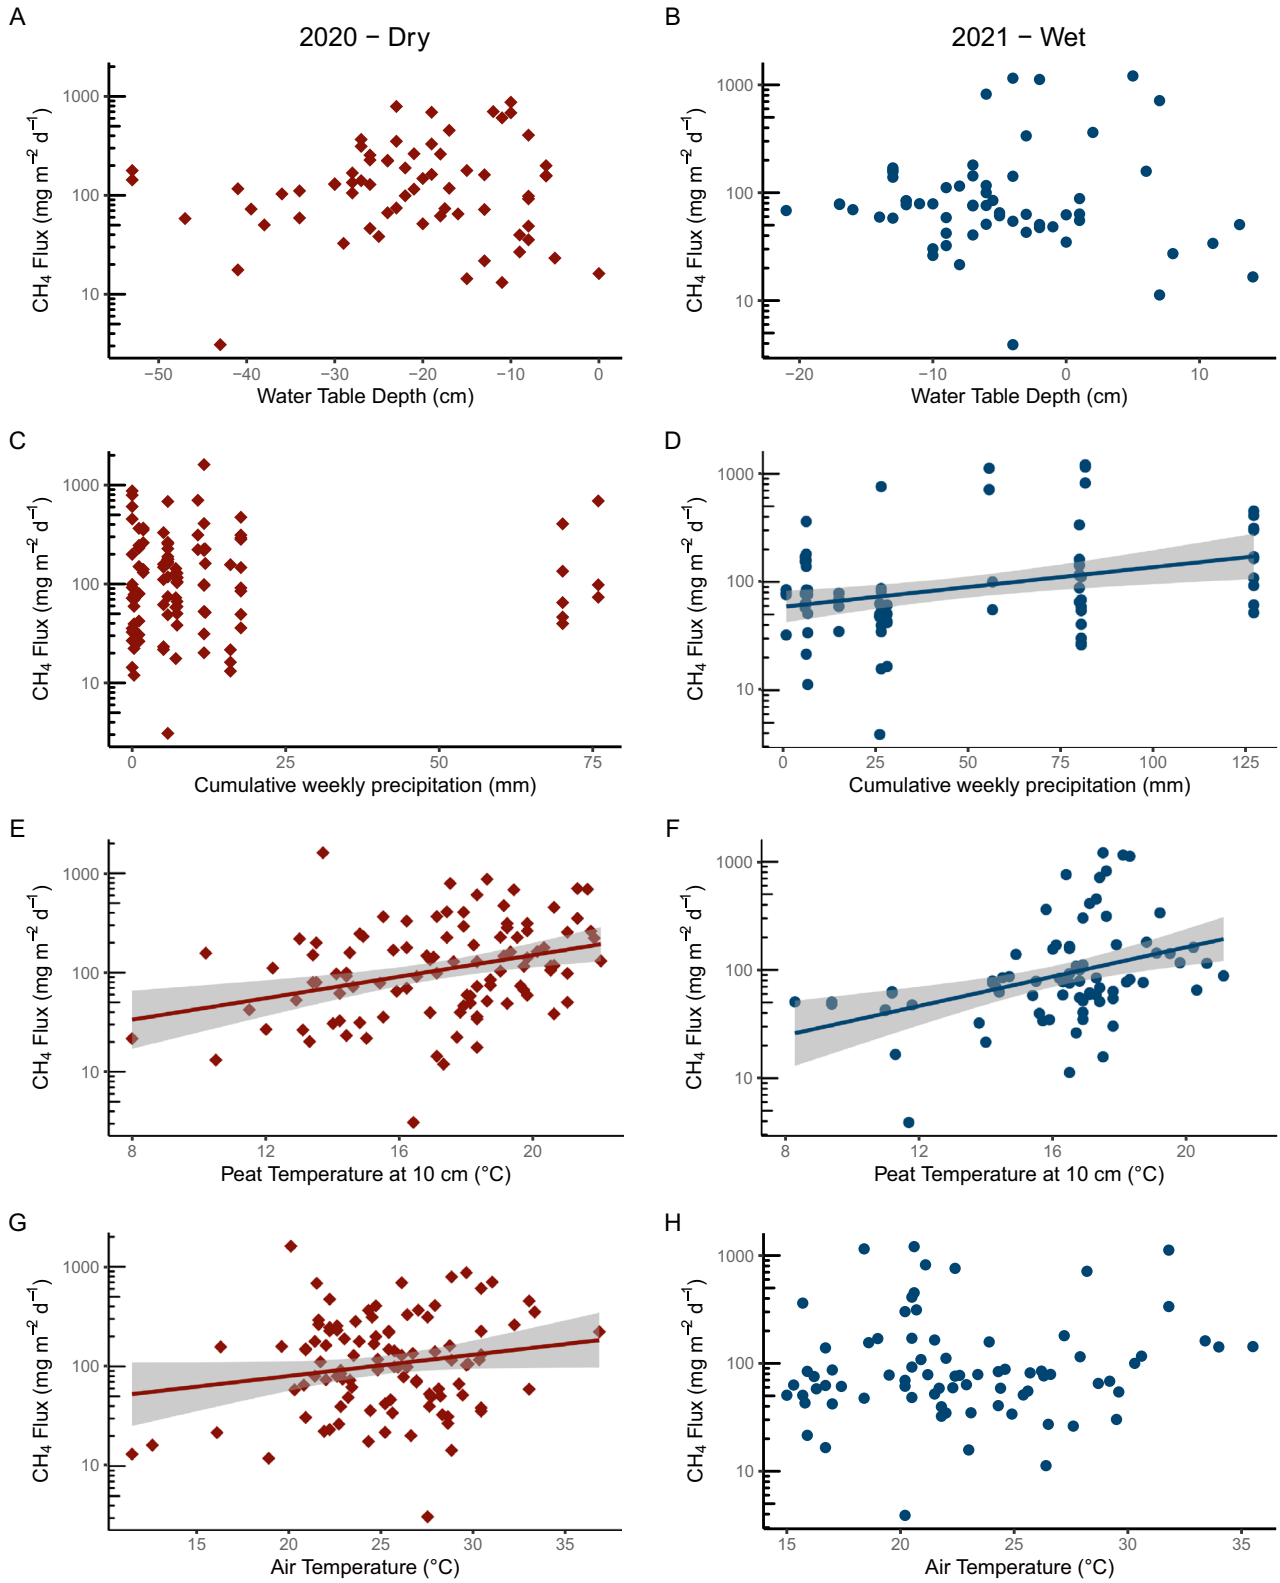 A
B
2020 − Dry
2021 − Wet
CH4 Flux (mg m−2 d−1)
1000
100
10
−50 −40 −30 −20 −10 0
Water Table Depth (cm)
CH4 Flux (mg m−2 d−1)
1000
100
10
−20 −10 0 10
Water Table Depth (cm)
C
D
CH4 Flux (mg m−2 d−1)
1000
100
10
0 25 50 75
Cumulative weekly precipitation (mm)
CH4 Flux (mg m−2 d−1)
1000
100
10
0 25 50 75 100 125
Cumulative weekly precipitation (mm)
E
F
CH4 Flux (mg m−2 d−1)
1000
100
10
8 12 16 20
Peat Temperature at 10 cm (°C)
CH4 Flux (mg m−2 d−1)
1000
100
10
8 12 16 20
Peat Temperature at 10 cm (°C)
G
H
CH4 Flux (mg m−2 d−1)
1000
100
10
15 20 25 30 35
Air Temperature (°C)
CH4 Flux (mg m−2 d−1)
1000
100
10
15 20 25 30 35
Air Temperature (°C)